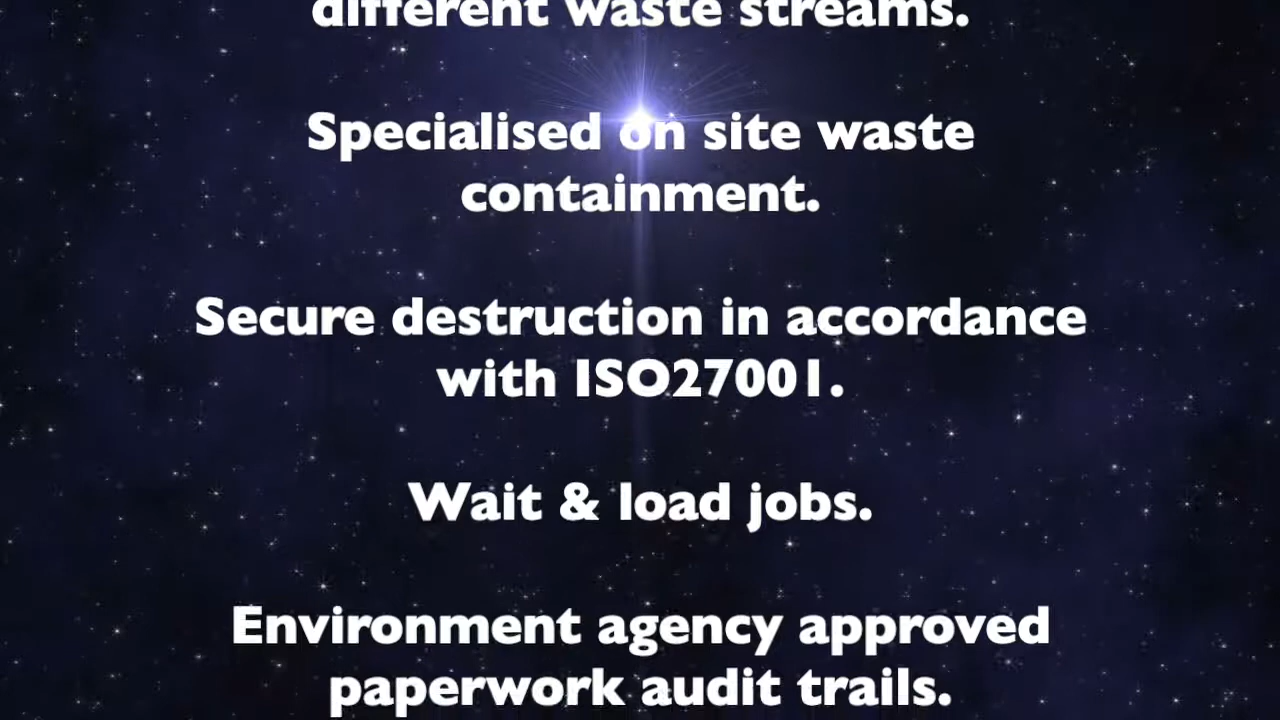 different waste streams.
Specialised on site waste
containment.
Secure destruction in accordance
with ISO27001.
Wait & load jobs.
Environment agency approved
paperwork audit trails.